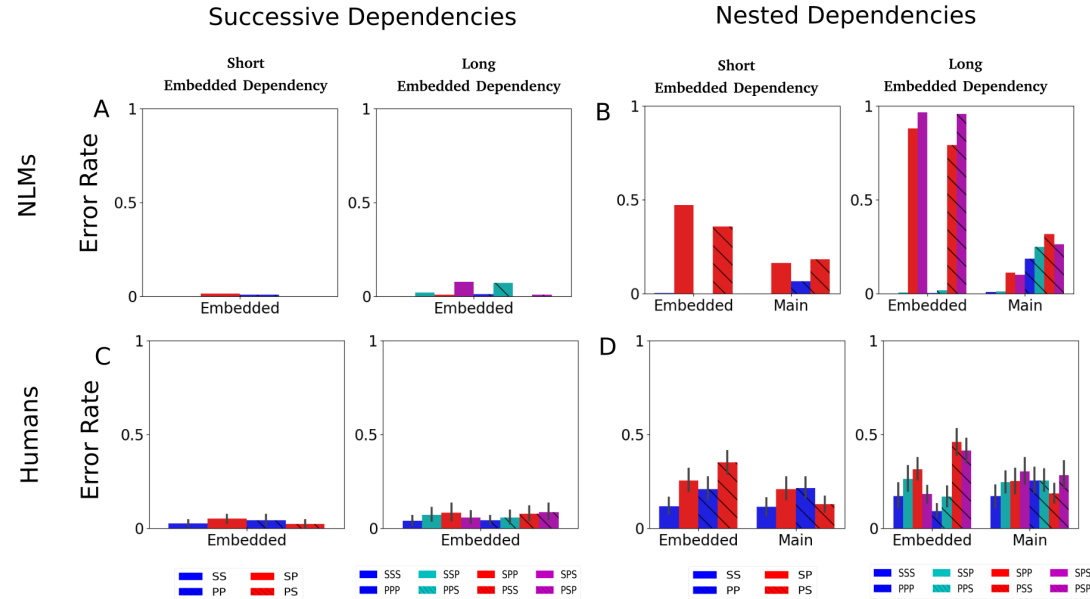 Successive Dependencies
Nested Dependencies
Short
Embedded Dependency
Long
Embedded Dependency
Short
Embedded Dependency
Long
Embedded Dependency
NLMs
Error Rate
A
1
0.5
0
Embedded
1
0.5
0
Embedded
B
1
0.5
0
Embedded Main
1
0.5
0
Embedded Main
Humans
Error Rate
C
1
0.5
0
Embedded
1
0.5
0
Embedded
D
1
0.5
0
Embedded Main
1
0.5
0
Embedded Main
SS SP
PP PS
SSS SSP SPP SPS
PPP PPS PSS PSP
SS SP
PP PS
SSS SSP SPP SPS
PPP PPS PSS PSP